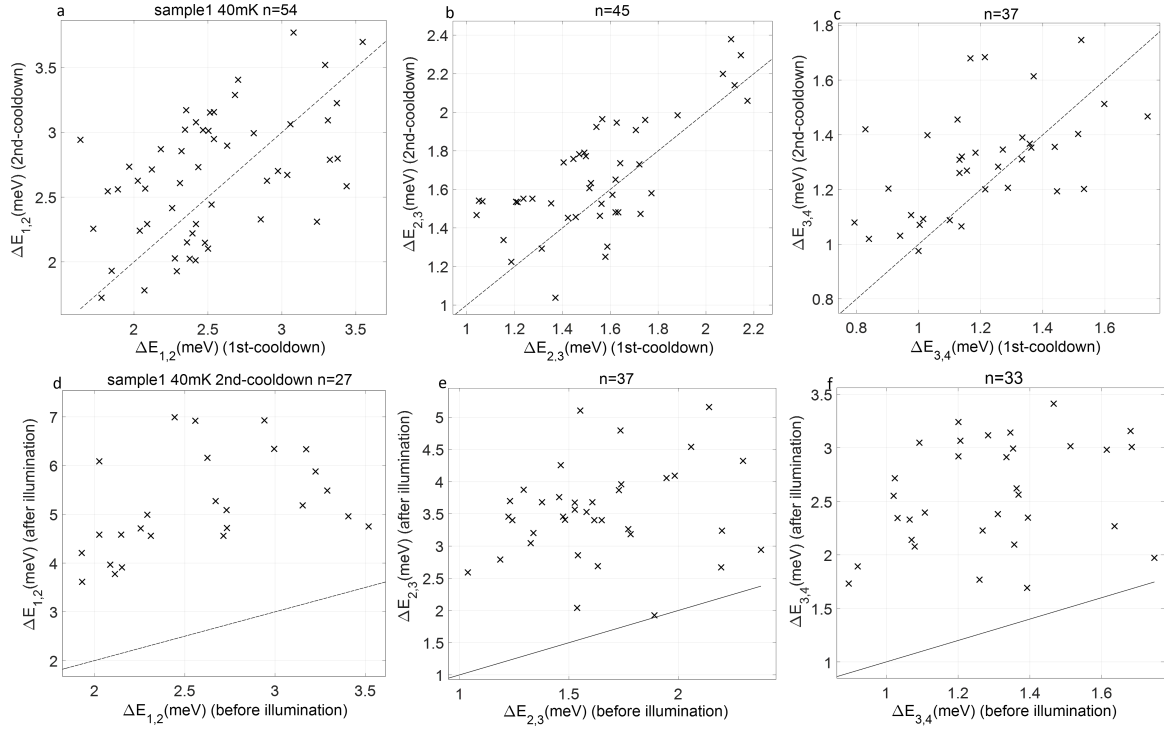 a
sample1 40mK n=54
3.5
3
2.5
2
2
2.5
3
3.5
ΔE1,2(meV) (2nd-cooldown)
ΔE1,2(meV) (1st-cooldown)
b
n=45
2.4
2.2
2
1.8
1.6
1.4
1.2
1
1
1.2
1.4
1.6
1.8
2
2.2
ΔE2,3(meV) (2nd-cooldown)
ΔE2,3(meV) (1st-cooldown)
c
n=37
1.8
1.6
1.4
1.2
1
0.8
0.8
1
1.2
1.4
1.6
ΔE3,4(meV) (2nd-cooldown)
ΔE3,4(meV) (1st-cooldown)
d
sample1 40mK 2nd-cooldown n=27
7
6
5
4
3
2
2
2.5
3
3.5
ΔE1,2(meV) (after illumination)
ΔE1,2(meV) (before illumination)
e
n=37
5
4.5
4
3.5
3
2.5
2
1.5
1
1
1.5
2
ΔE2,3(meV) (after illumination)
ΔE2,3(meV) (before illumination)
f
n=33
3.5
3
2.5
2
1.5
1
1
1.2
1.4
1.6
ΔE3,4(meV) (after illumination)
ΔE3,4(meV) (before illumination)